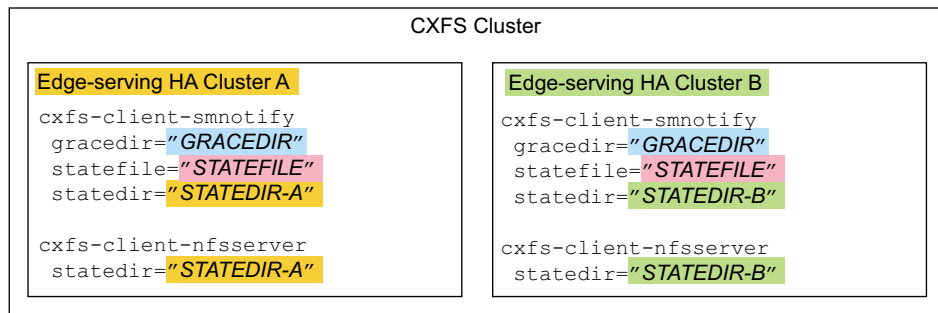 CXFS Cluster
Edge-serving HA Cluster A
cxfs-client-smnotify
gracedir="GRACEDIR"
statefile="STATEFILE"
statedir="STATEDIR-A"
cxfs-client-nfsserver
statedir="STATEDIR-A"
Edge-serving HA Cluster B
cxfs-client-smnotify
gracedir="GRACEDIR"
statefile="STATEFILE"
statedir="STATEDIR-B"
cxfs-client-nfsserver
statedir="STATEDIR-B"